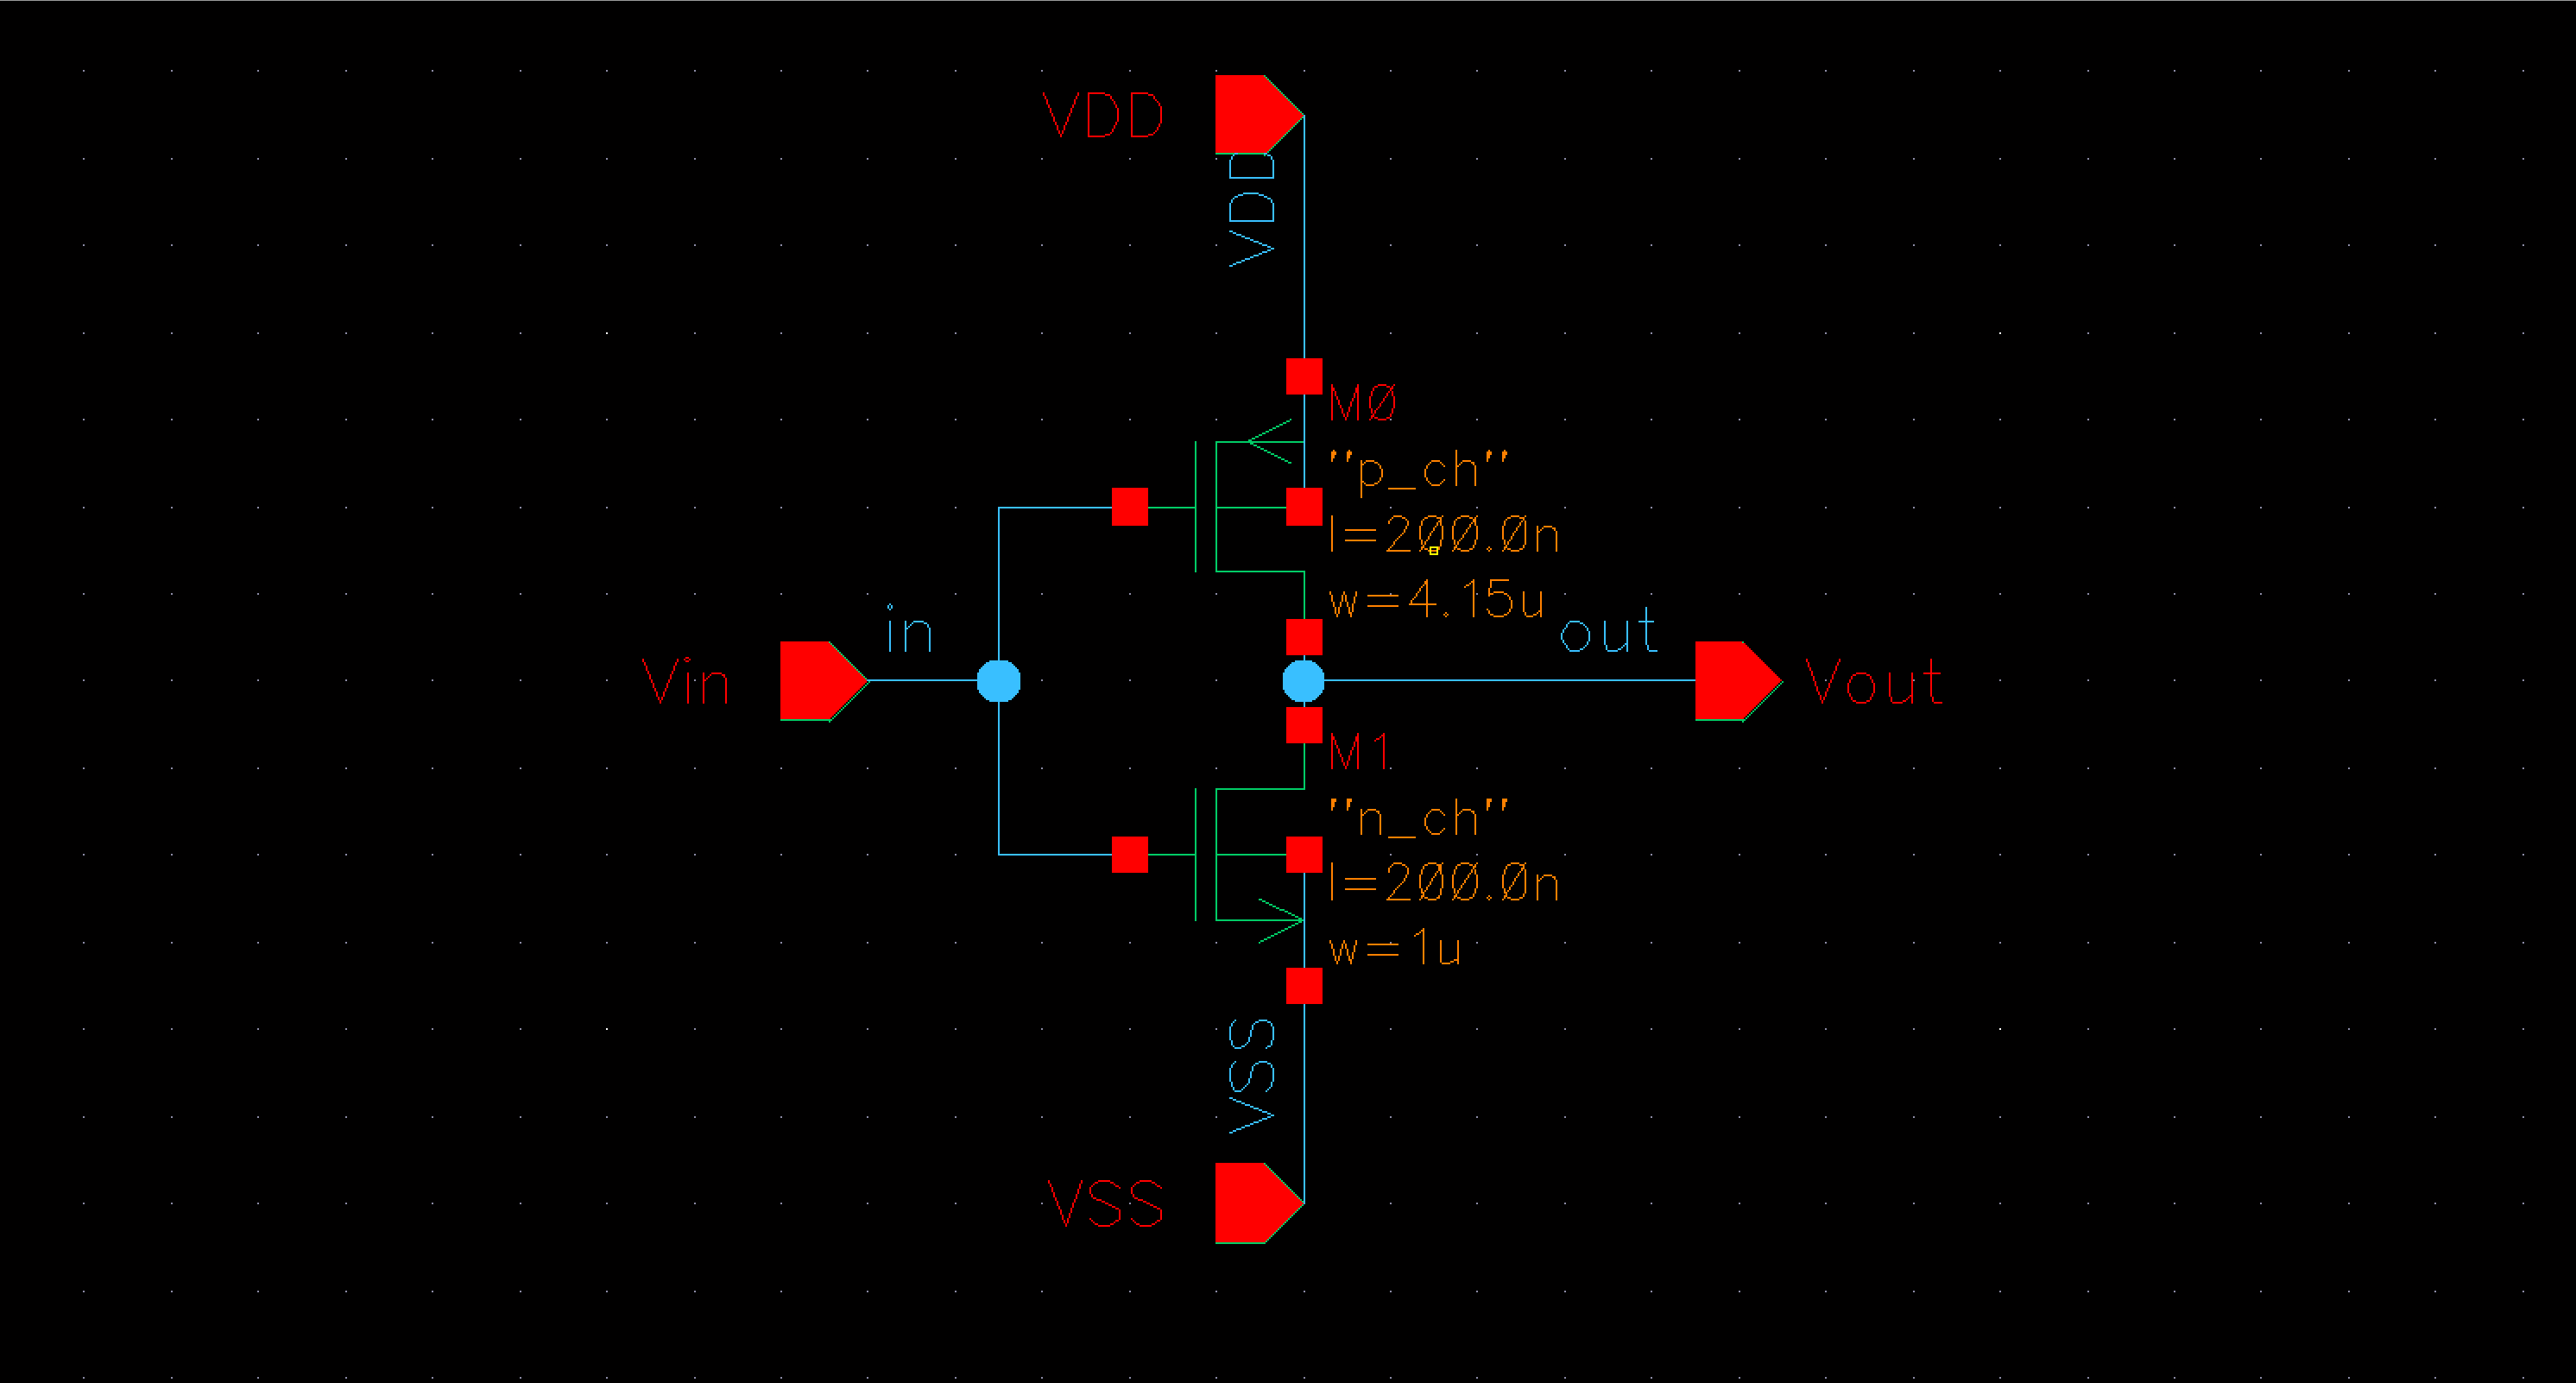 VDD
VDD
M0
"p_ch"
l=200.0n
w=4.15u
in
out
Vin
Vout
M1
"n_ch"
l=200.0n
w=1u
VSS
VSS